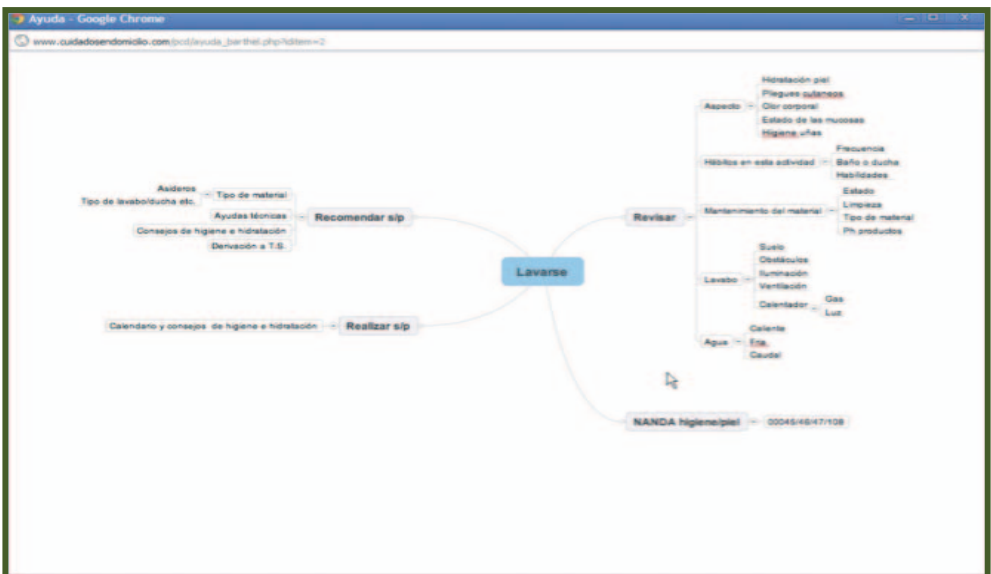 Ayuda - Google Chrome
www.cuidadosendomicilio.com/pcd/ayuda_barthel.php?iditem=2
Asideros
Tipo de lavabo/ducha etc.
Tipo de material
Ayudas técnicas
Consejos de higiene e hidratación
Derivación a T.S.
Recomendar s/p
Calendario y consejos de higiene e hidratación
Realizar s/p
Lavarse
Revisar
Aspecto
Hidratación piel
Pliegues cutaneos
Olor corporal
Estado de las mucosas
Higiene uñas
Hábitos en esta actividad
Frecuencia
Baño o ducha
Habilidades
Mantenimiento del material
Estado
Limpieza
Tipo de material
Ph productos
Lavabo
Suelo
Obstáculos
Iluminación
Ventilación
Calentador
Gas
Luz
Agua
Caliente
Fria
Caudal
NANDA higiene/piel
00045/46/47/108